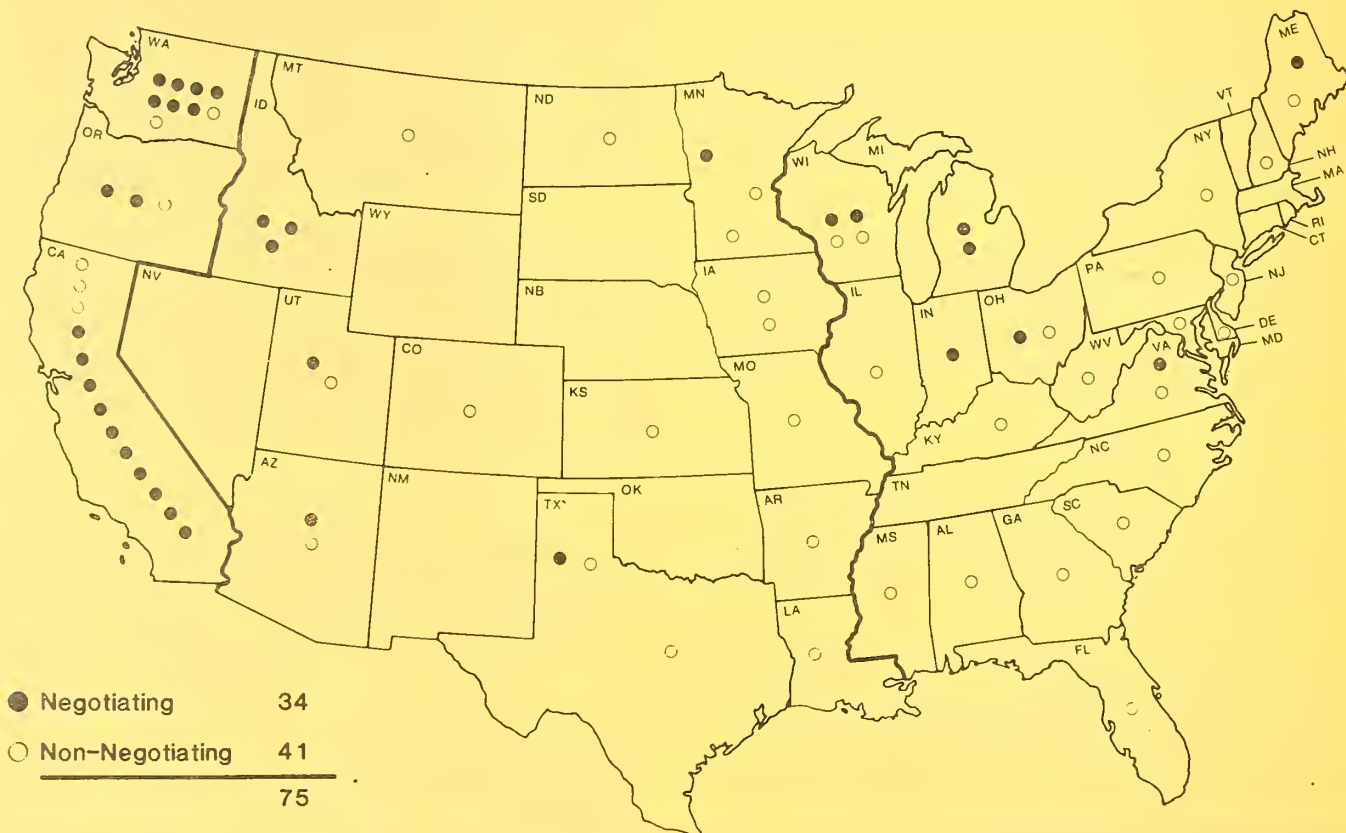 WA
MT
ID
OR
ND
MN
SD
WY
WI
MI
VT
ME
NY
NH
MA
RI
CT
CA
NV
UT
NB
IA
IL
IN
OH
PA
NJ
DE
MD
WV
VA
CO
KS
MO
KY
NC
AZ
NM
TX
OK
AR
TN
MS
AL
GA
SC
LA
FL
Negotiating 34
Non-Negotiating 41
75